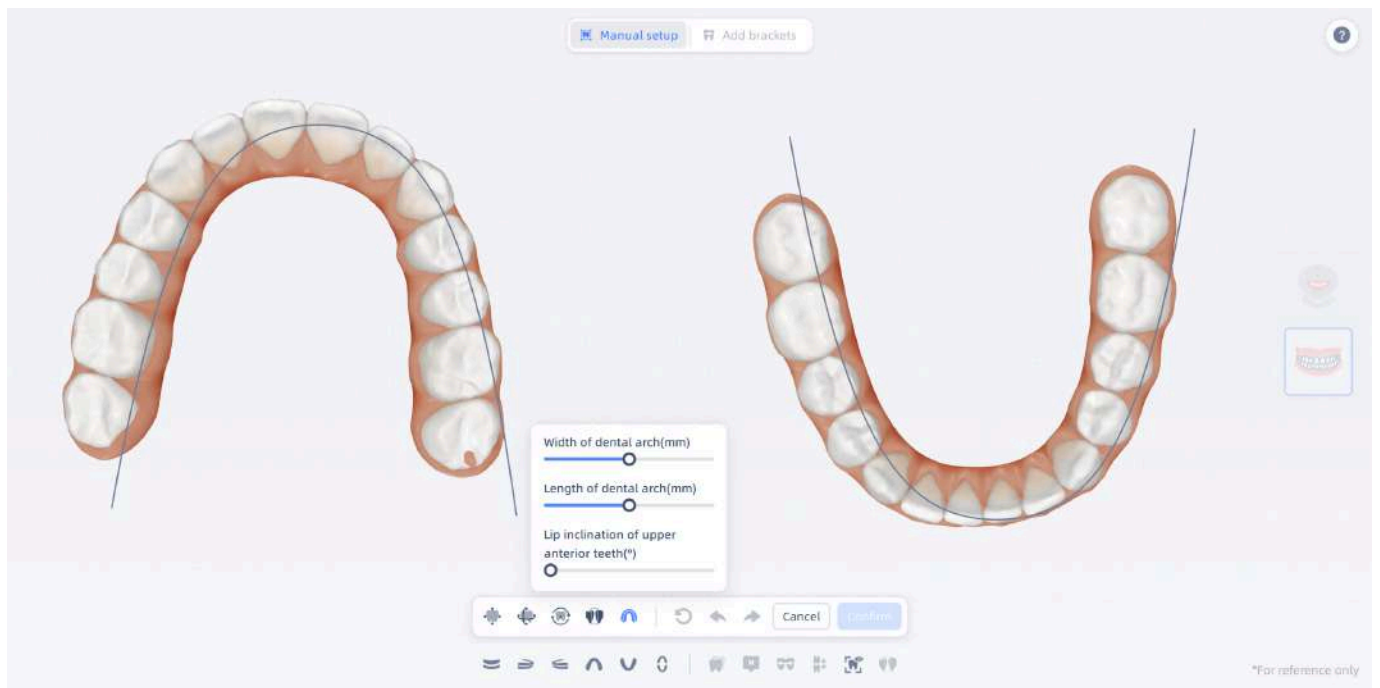 Manual setup
Add brackets
?
Width of dental arch(mm)
Length of dental arch(mm)
Lip inclination of upper
anterior teeth(°)
Cancel
Confirm
*For reference only